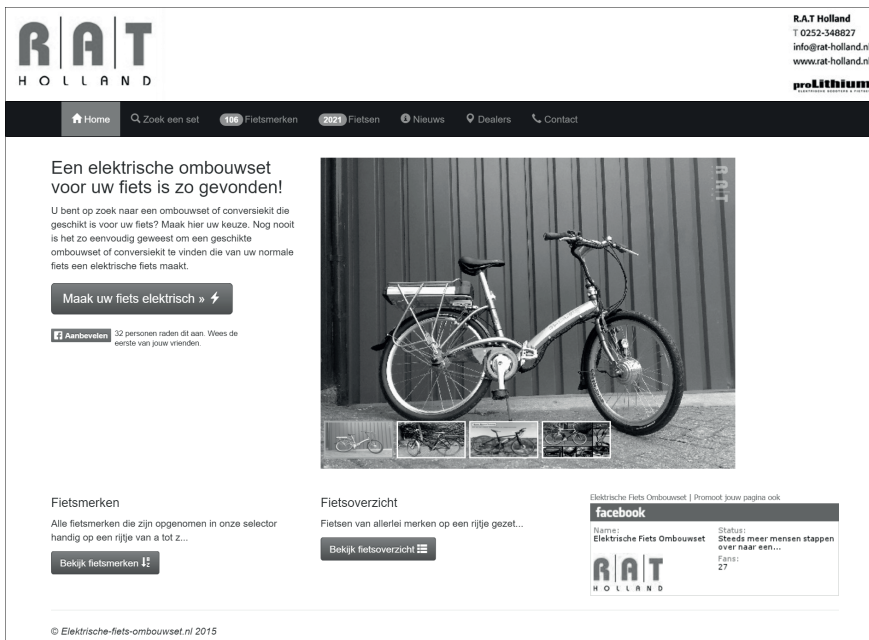 R|A|T
HOLLAND
R.A.T Holland
T 0252-348827
info@rat-holland.nl
www.rat-holland.nl
proLithium
Home
Zoek een set
106 Fietsmerken
2021 Fietsen
Nieuws
Dealers
Contact
Een elektrische ombouwset
voor uw fiets is zo gevonden!
U bent op zoek naar een ombouwset of conversiekit die
geschikt is voor uw fiets? Maak hier uw keuze. Nog nooit
is het zo eenvoudig geweest om een geschikte
ombouwset of conversiekit te vinden die van uw normale
fiets een elektrische fiets maakt.
Maak uw fiets elektrisch »
Aanbevelen
32 personen raden dit aan. Wees de
eerste van jouw vrienden.
RAT
Fietsmerken
Alle fietsmerken die zijn opgenomen in onze selector
handig op een rijtje van a tot z...
Bekijk fietsmerken
Fietsoverzicht
Fietsen van allerlei merken op een rijtje gezet...
Bekijk fietsoverzicht
Elektrische Fiets Ombouwset | Promoot jouw pagina ook
facebook
Name:
Elektrische Fiets Ombouwset
R|A|T
HOLLAND
Status:
Steeds meer mensen stappen
over naar een...
Fans:
27
© Elektrische-fiets-ombouwset.nl 2015